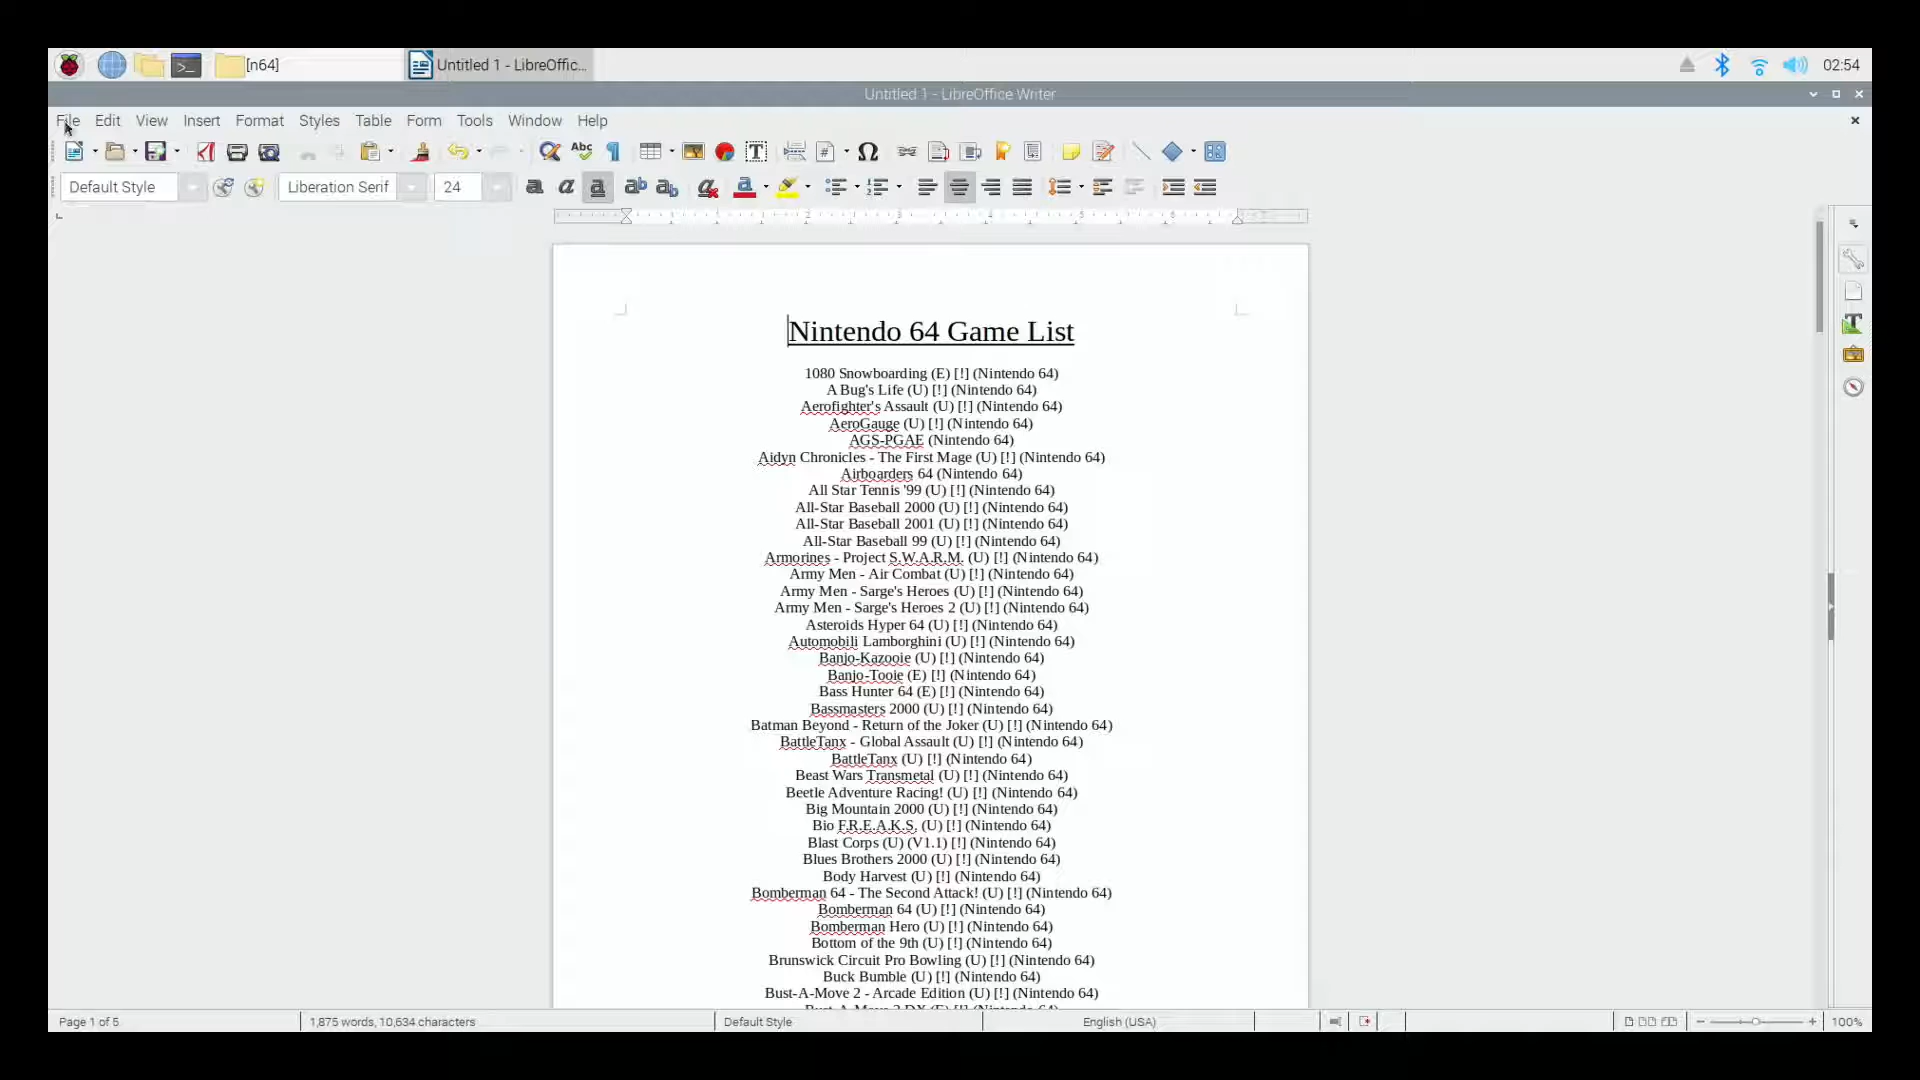 [n64]
Untitled 1 - LibreOffic...
02:54
Untitled 1 - LibreOffice Writer
File Edit View Insert Format Styles Table Form Tools Window Help
Default Style
Liberation Serif
24
Nintendo 64 Game List
1080 Snowboarding (E) [!] (Nintendo 64)
A Bug's Life (U) [!] (Nintendo 64)
Aerofighter's Assault (U) [!] (Nintendo 64)
AeroGauge (U) [!] (Nintendo 64)
AGS-PGAE (Nintendo 64)
Aidyn Chronicles - The First Mage (U) [!] (Nintendo 64)
Airboarders 64 (Nintendo 64)
All Star Tennis '99 (U) [!] (Nintendo 64)
All-Star Baseball 2000 (U) [!] (Nintendo 64)
All-Star Baseball 2001 (U) [!] (Nintendo 64)
All-Star Baseball 99 (U) [!] (Nintendo 64)
Armorines - Project S.W.A.R.M. (U) [!] (Nintendo 64)
Army Men - Air Combat (U) [!] (Nintendo 64)
Army Men - Sarge's Heroes (U) [!] (Nintendo 64)
Army Men - Sarge's Heroes 2 (U) [!] (Nintendo 64)
Asteroids Hyper 64 (U) [!] (Nintendo 64)
Automobili Lamborghini (U) [!] (Nintendo 64)
Banjo-Kazooie (U) [!] (Nintendo 64)
Banjo-Tooie (E) [!] (Nintendo 64)
Bass Hunter 64 (E) [!] (Nintendo 64)
Bassmasters 2000 (U) [!] (Nintendo 64)
Batman Beyond - Return of the Joker (U) [!] (Nintendo 64)
BattleTanx - Global Assault (U) [!] (Nintendo 64)
BattleTanx (U) [!] (Nintendo 64)
Beast Wars Transmetal (U) [!] (Nintendo 64)
Beetle Adventure Racing! (U) [!] (Nintendo 64)
Big Mountain 2000 (U) [!] (Nintendo 64)
Bio F.R.E.A.K.S. (U) [!] (Nintendo 64)
Blast Corps (U) (V1.1) [!] (Nintendo 64)
Blues Brothers 2000 (U) [!] (Nintendo 64)
Body Harvest (U) [!] (Nintendo 64)
Bomberman 64 - The Second Attack! (U) [!] (Nintendo 64)
Bomberman 64 (U) [!] (Nintendo 64)
Bomberman Hero (U) [!] (Nintendo 64)
Bottom of the 9th (U) [!] (Nintendo 64)
Brunswick Circuit Pro Bowling (U) [!] (Nintendo 64)
Buck Bumble (U) [!] (Nintendo 64)
Bust-A-Move 2 - Arcade Edition (U) [!] (Nintendo 64)
Page 1 of 5
1,875 words, 10,634 characters
Default Style
English (USA)
100%